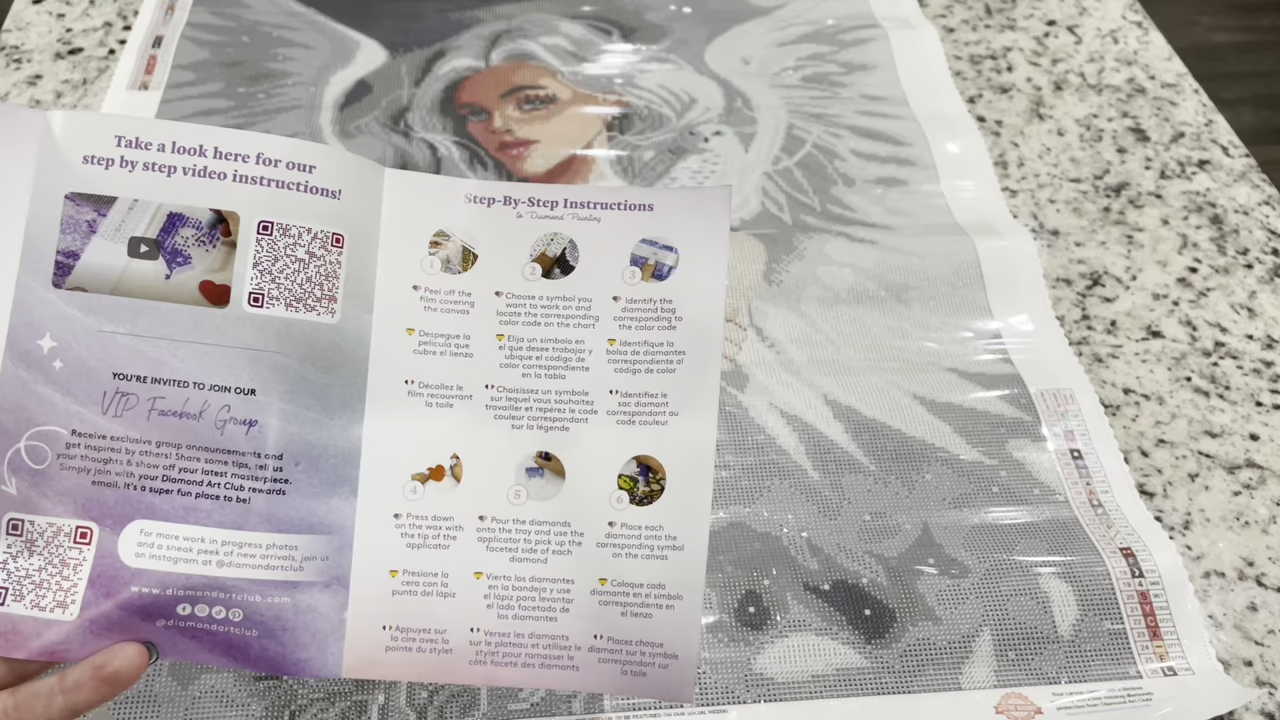 Take a look here for our
step by step video instructions!
YOU'RE INVITED TO JOIN OUR
VIP Facebook Group
Receive exclusive group announcements and
get inspired by others! Share some tips, tell us
your thoughts & show off your latest masterpiece.
Simply join with your Diamond Art Club rewards
email. It's a super fun place to be!
For more work in progress photos
and a sneak peek of new arrivals, join us
on instagram at @diamondartclub
www.diamondartclub.com
@diamondartclub
Step-By-Step Instructions
to Diamond Painting
1
Peel off the
film covering
the canvas
Despegue la
película que
cubre el lienzo
Décollez le
film recouvrant
la toile
2
Choose a symbol you
want to work on and
locate the corresponding
color code on the chart
Elija un símbolo en
el que desee trabajar y
ubique el código de
color correspondiente
en la tabla
Choisissez un symbole
sur lequel vous souhaitez
travailler et repérez le code
couleur correspondant
sur la légende
3
Identify the
diamond bag
corresponding to
the color code
Identifique la
bolsa de diamantes
correspondiente al
código de color
Identifiez le
sac diamant
correspondant au
code couleur
4
Press down
on the wax with
the tip of the
applicator
Presione la
cera con la
punta del lápiz
Appuyez sur
la cire avec la
pointe du stylet
5
Pour the diamonds
onto the tray and use the
applicator to pick up the
faceted side of each
diamond
Vierta los diamantes
en la bandeja y use
el lápiz para levantar
el lado facetado de
los diamantes
Versez les diamants
sur le plateau et utilisez le
stylet pour ramasser le
côté faceté des diamants
6
Place each
diamond onto the
corresponding symbol
on the canvas
Coloque cada
diamante en el símbolo
correspondiente en
el lienzo
Placez chaque
diamant sur le symbole
correspondant sur
la toile
TO BE FEATURED ON OUR SOCIAL MEDIA!